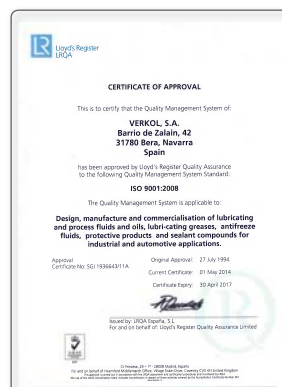 LR
Lloyd's Register
LRQA
CERTIFICATE OF APPROVAL
This is to certify that the Quality Management System of:
VERKOL, S.A.
Barrio de Zalain, 42
31780 Bera, Navarra
Spain
has been approved by Lloyd's Register Quality Assurance
to the following Quality Management System Standard:
ISO 9001:2008
The Quality Management System is applicable to:
Design, manufacture and commercialisation of lubricating
and process fluids and oils, lubri-cating greases, antifreeze
fluids, protective products and sealant compounds for
industrial and automotive applications.
Approval
Certificate No: SGI 1936643/11A
Original Approval: 27 July 1994
Current Certificate: 01 May 2014
Certificate Expiry: 30 April 2017
Issued by: LRQA España, S.L.
For and on behalf of: Lloyd's Register Quality Assurance Limited